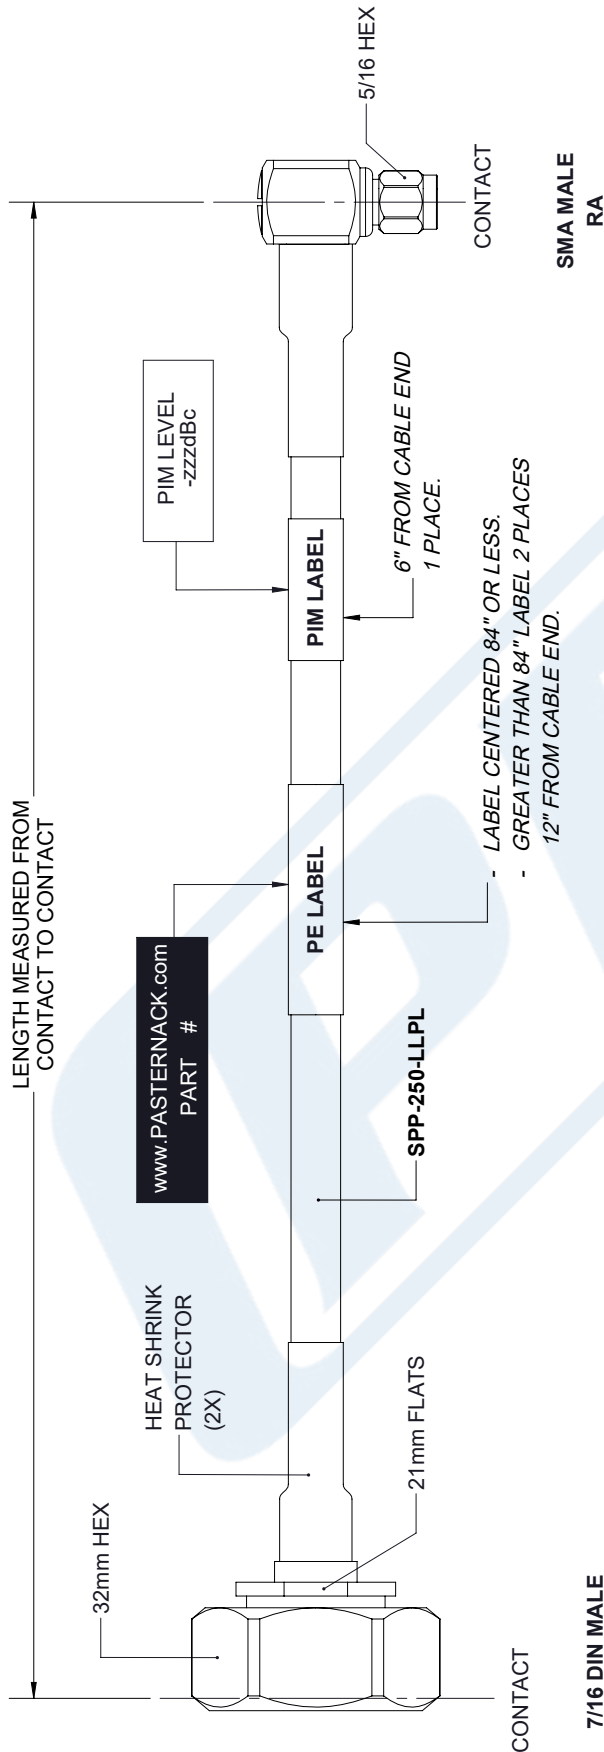 LENGTH MEASURED FROM
CONTACT TO CONTACT
32mm HEX
HEAT SHRINK
PROTECTOR
(2X)
www.PASTERNACK.com
PART #
PIM LEVEL
-zzzdBc
5/16 HEX
PE LABEL
PIM LABEL
21mm FLATS
SPP-250-LLPL
6" FROM CABLE END
1 PLACE.
- LABEL CENTERED 84" OR LESS.
- GREATER THAN 84" LABEL 2 PLACES
12" FROM CABLE END.
CONTACT
CONTACT
7/16 DIN MALE
SMA MALE
RA